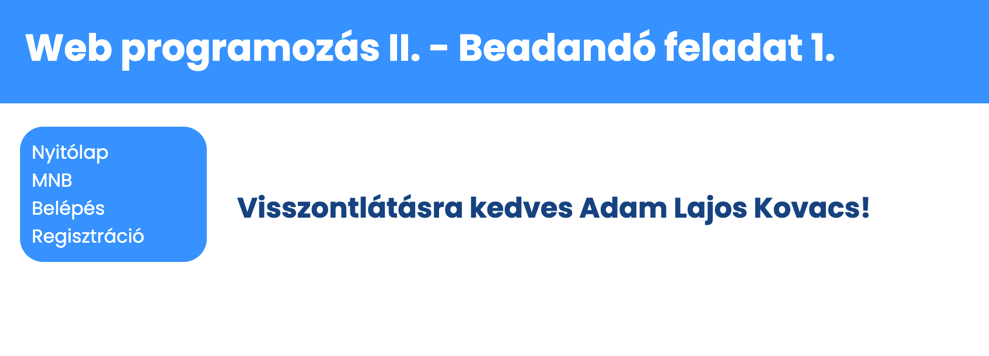 Web programozás II. - Beadandó feladat 1.
Nyitólap
MNB
Belépés
Regisztráció
Visszontlátásra kedves Adam Lajos Kovacs!